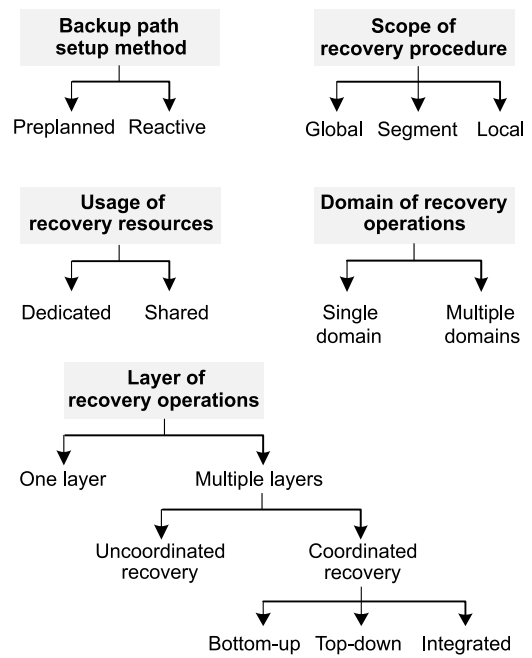 Backup path
setup method
Preplanned Reactive
Scope of
recovery procedure
Global Segment Local
Usage of
recovery resources
Dedicated Shared
Domain of recovery
operations
Single
domain
Multiple
domains
Layer of
recovery operations
One layer Multiple layers
Uncoordinated
recovery
Coordinated
recovery
Bottom-up Top-down Integrated